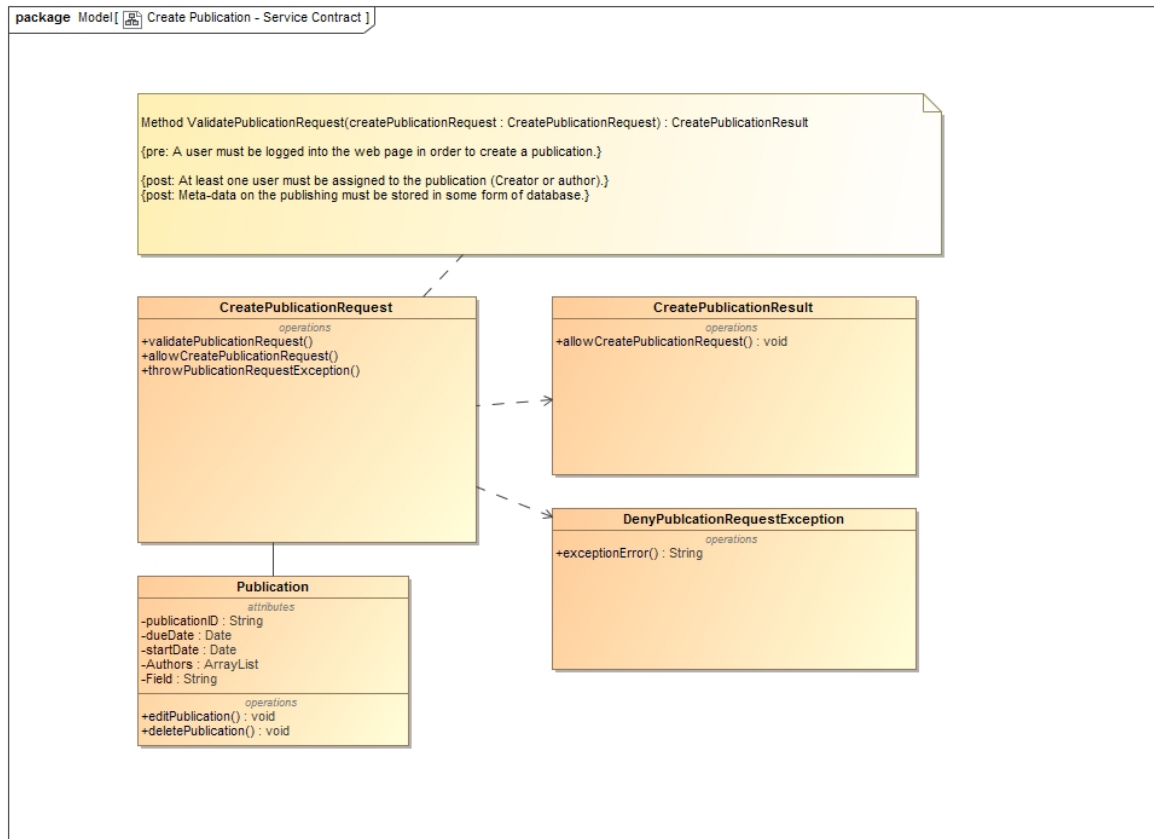 package Model[ Create Publication - Service Contract ]
Method ValidatePublicationRequest(createPublicationRequest : CreatePublicationRequest) : CreatePublicationResult
{pre: A user must be logged into the web page in order to create a publication.}
{post: At least one user must be assigned to the publication (Creator or author).}
{post: Meta-data on the publishing must be stored in some form of database.}
CreatePublicationRequest
operations
+validatePublicationRequest()
+allowCreatePublicationRequest()
+throwPublicationRequestException()
CreatePublicationResult
operations
+allowCreatePublicationRequest() : void
DenyPublcationRequestException
operations
+exceptionError() : String
Publication
attributes
-publicationID : String
-dueDate : Date
-startDate : Date
-Authors : ArrayList
-Field : String
operations
+editPublication() : void
+deletePublication() : void